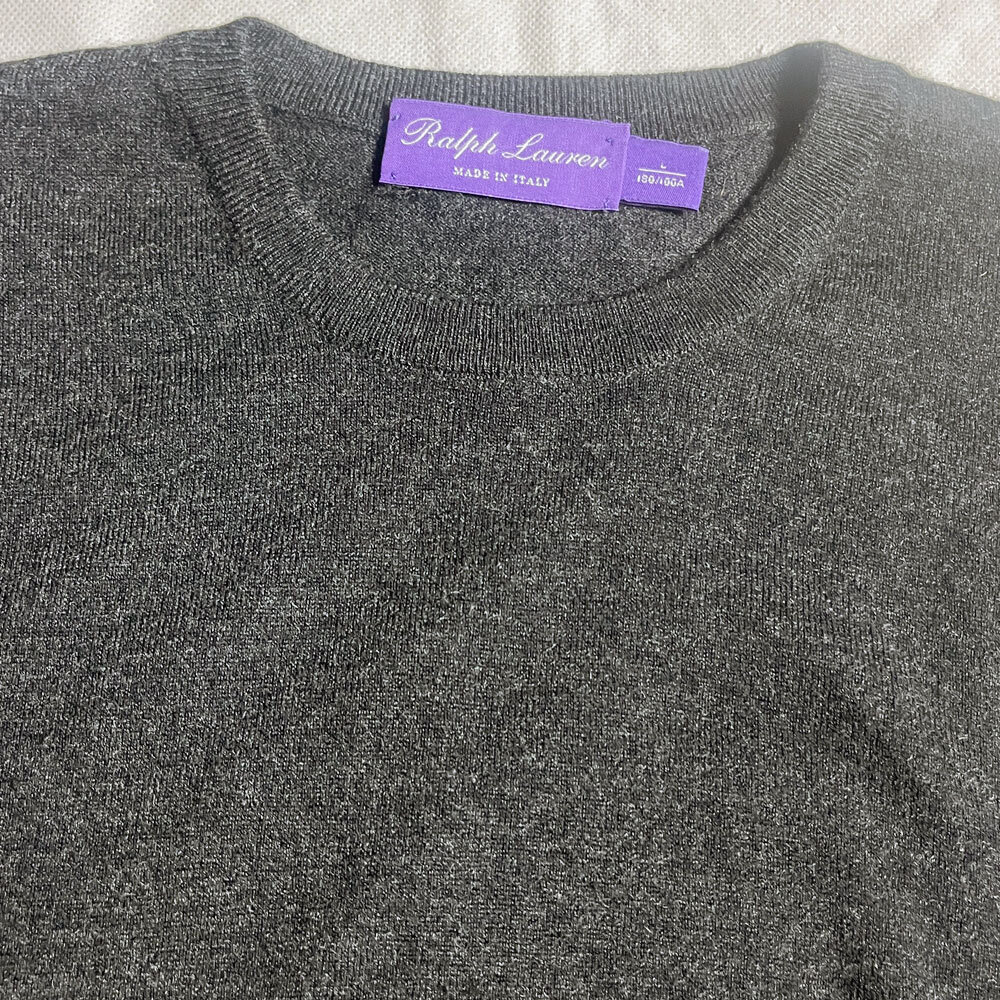 Ralph Lauren
MADE IN ITALY
L
180/100A